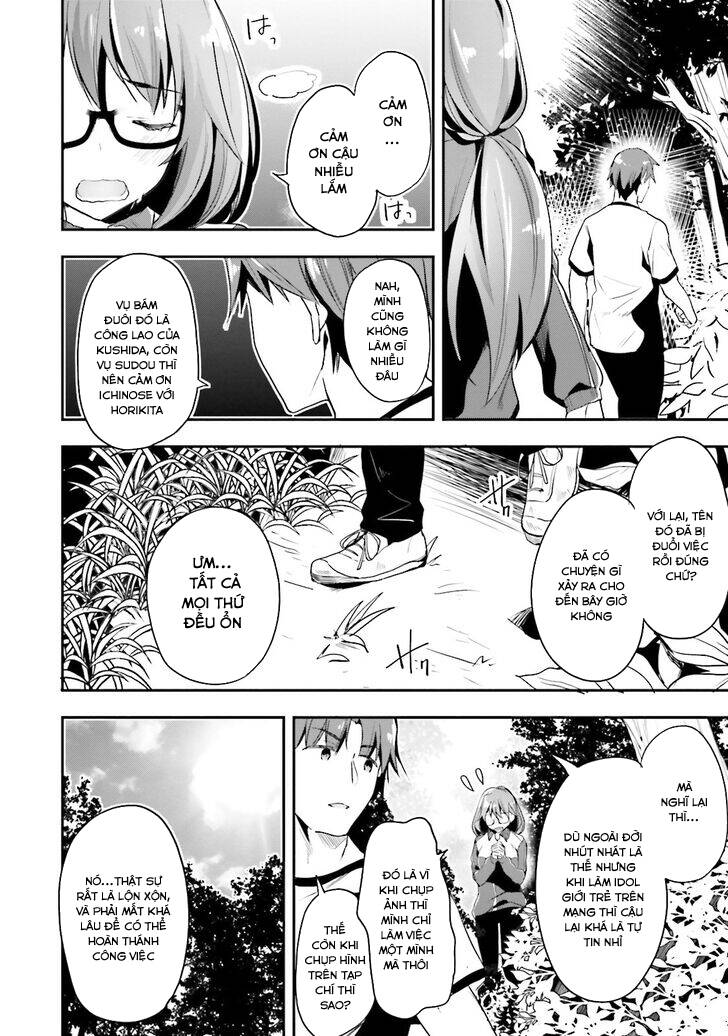 はっ
CẢM
ƠN
...
CẢM
ƠN CẬU
NHIỀU
LẮM
はっ
NAH,
MÌNH
CŨNG
KHÔNG
LÀM GÌ
NHIỀU
ĐÂU
VỤ BÁM
ĐUÔI ĐÓ LÀ
CÔNG LAO CỦA
KUSHIDA, CÒN
VỤ SUDOU THÌ
NÊN CẢM ƠN
ICHINOSE VỚI
HORIKITA
VỚI
LẠI, TÊN
ĐÓ ĐÃ BỊ
ĐUỔI VIỆC
RỒI ĐÚNG
CHỨ?
ĐÃ CÓ
CHUYỆN GÌ
XẢY RA CHO
ĐẾN BÂY GIỜ
KHÔNG
ザッ
ザッ
ƯM...
TẤT CẢ
MỌI THỨ
ĐỀU ỔN
MÀ
NGHĨ LẠI
THÌ...
DÙ NGOÀI ĐỜI
NHÚT NHÁT LÀ
THẾ NHƯNG
KHI LÀM IDOL
GIỚI TRẺ TRÊN
MẠNG THÌ CẬU
LẠI KHÁ LÀ TỰ
TIN NHỈ
ĐÓ LÀ VÌ
KHI CHỤP
ẢNH THÌ
MÌNH CHỈ
LÀM VIỆC
MỘT MÌNH
MÀ THÔI
THẾ
CÒN KHI
CHỤP HÌNH
TRÊN TẠP
CHÍ THÌ
SAO?
NÓ...THẬT SỰ
RẤT LÀ LỘN XỘN,
VÀ PHẢI MẤT KHÁ
LÂU ĐỂ CÓ THỂ
HOÀN THÀNH
CÔNG VIỆC